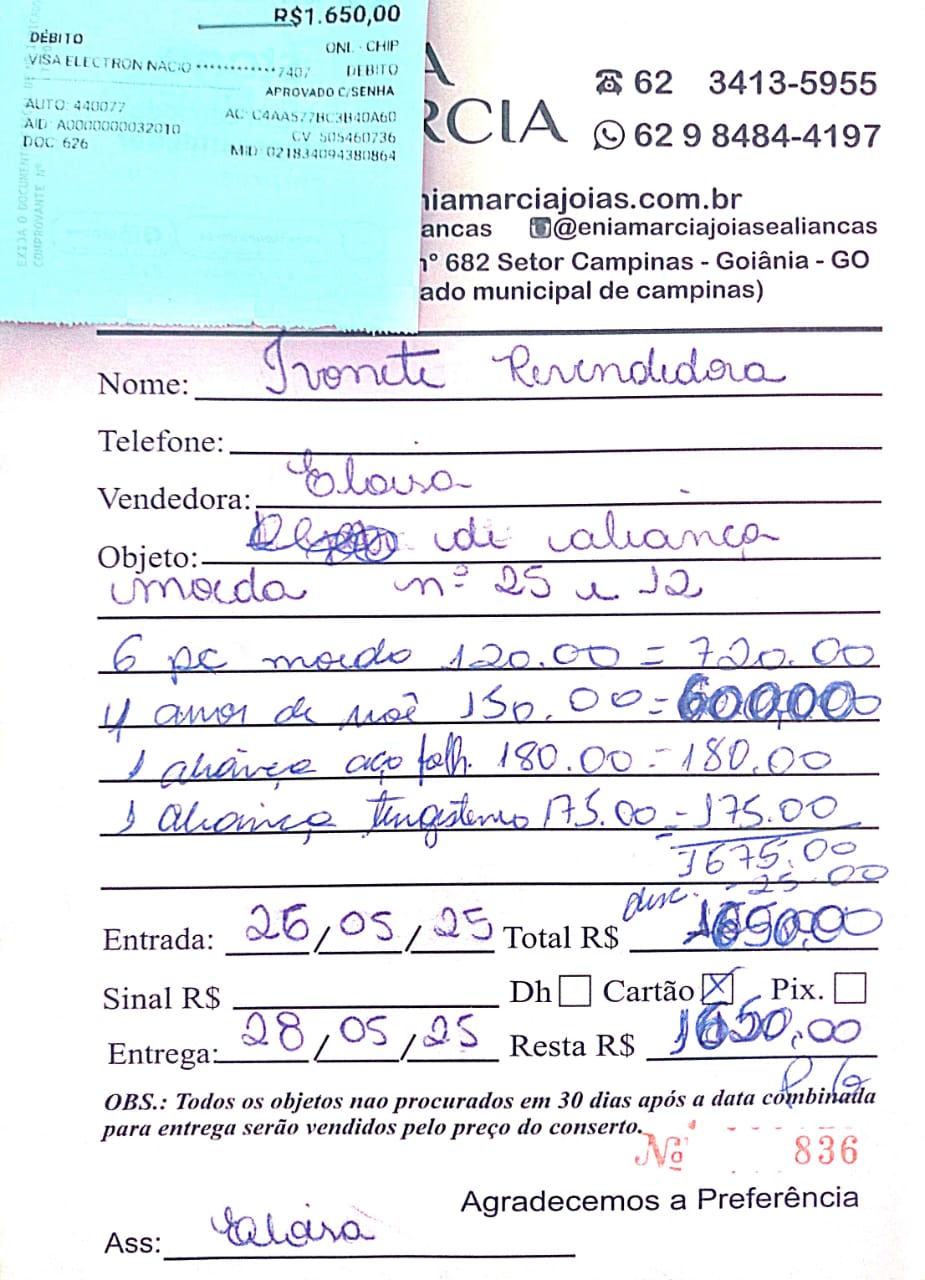 R$1.650,00
DÉBITO
ONL - CHIP
VISA ELECTRON NACIO ••••••••••••7407 DEBITO
APROVADO C/SENHA
AUTO: 440077 AC: C4AA577BC3B40A60
AID: A0000000032010 CV 505460736
DOC 626 MID: 021834094380864
COMPROVANTE Nº
A
RCIA
62 3413-5955
62 9 8484-4197
niamarciajoias.com.br
ancas @eniamarciajoiasealiancas
nº 682 Setor Campinas - Goiânia - GO
ado municipal de campinas)
Nome: Ivonete Revendedora
Telefone:
Vendedora: Eloisa
Objeto: de aliança
moeda nº 25 e 12
6 pc moeda 120.00 = 720.00
4 anor de 150.00 = 600,00
1 aliança aço folh. 180.00 = 180.00
1 aliança tungstenio 175.00 = 175.00
1675.00
desc. - 25.00
Entrada: 26/05/25 Total R$ 1650,00
Sinal R$ Dh Cartão X Pix.
Entrega: 28/05/25 Resta R$ 1650,00
OBS.: Todos os objetos nao procurados em 30 dias após a data combinada
para entrega serão vendidos pelo preço do conserto.
Nº 836
Agradecemos a Preferência
Ass: Eloisa